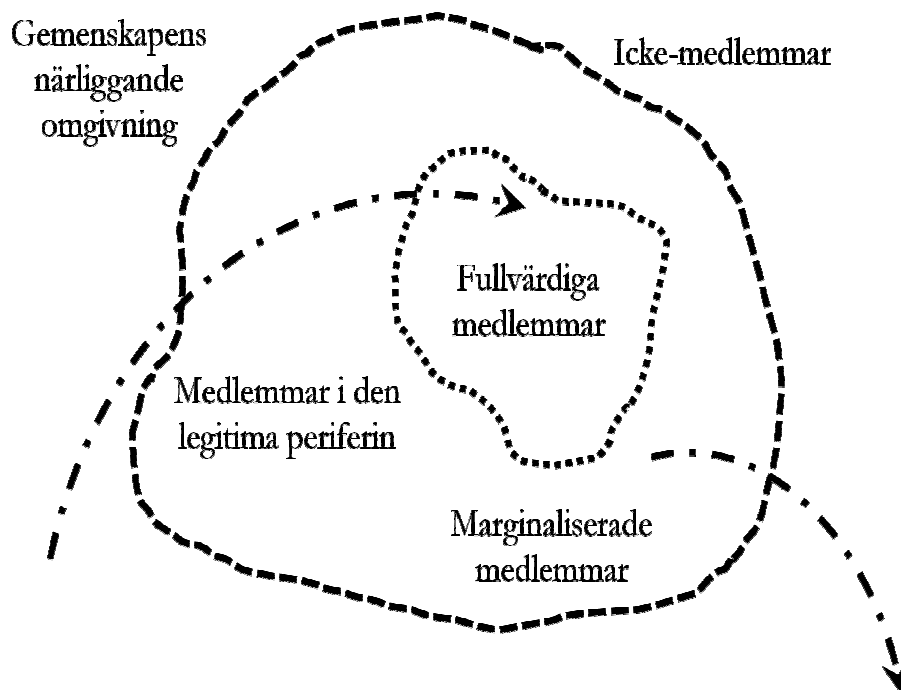 Gemenskapens
närliggande
omgivning
Icke-medlemmar
Fullvärdiga
medlemmar
Medlemmar i den
legitima periferin
Marginaliserade
medlemmar